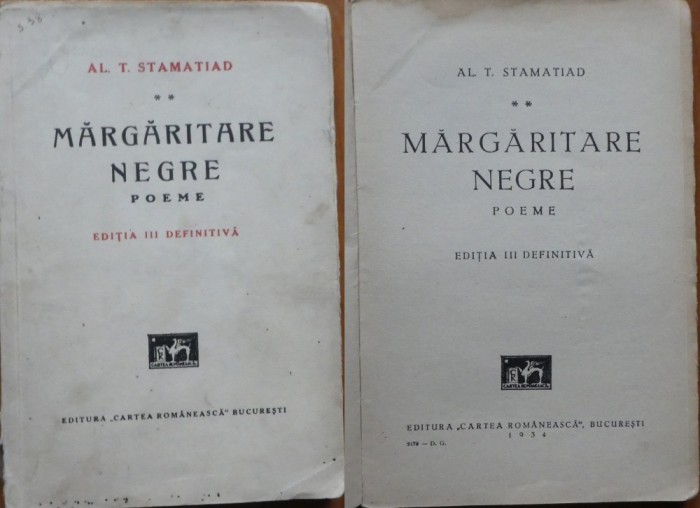 AL. T. STAMATIAD
**
MĂRGĂRITARE
NEGRE
POEME
EDIȚIA III DEFINITIVĂ
CARTEA ROMÂNEASCĂ
EDITURA „CARTEA ROMÂNEASCĂ“ BUCUREȘTI
AL. T. STAMATIAD
**
MĂRGĂRITARE
NEGRE
POEME
EDIȚIA III DEFINITIVĂ
CARTEA ROMÂNEASCĂ
EDITURA „CARTEA ROMÂNEASCĂ“, BUCUREȘTI
1934